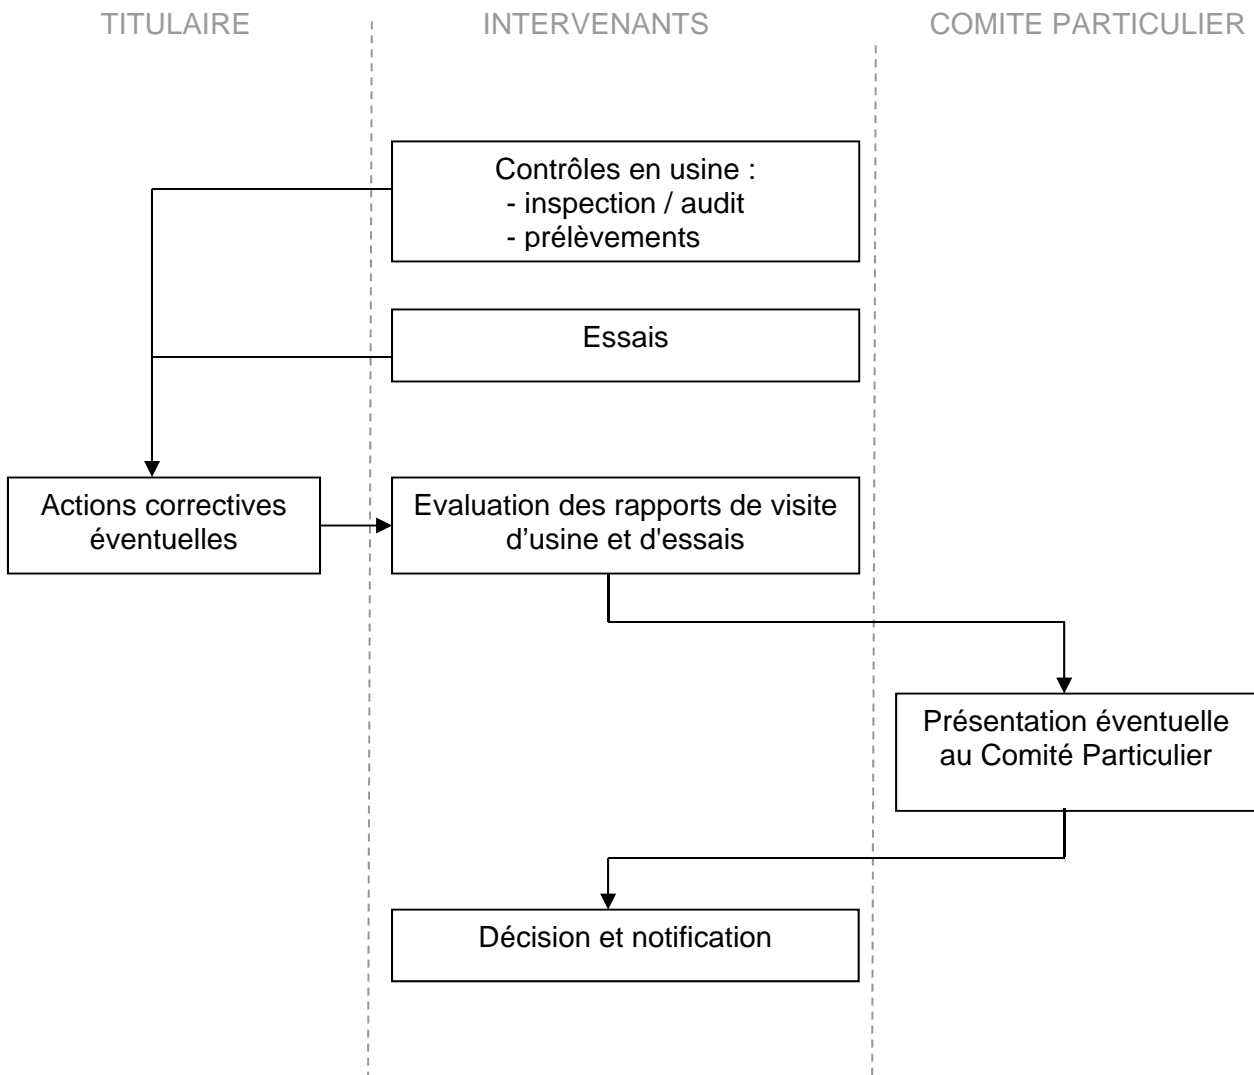 TITULAIRE
INTERVENANTS
COMITE PARTICULIER
Contrôles en usine :
- inspection / audit
- prélèvements
Essais
Actions correctives
éventuelles
Evaluation des rapports de visite
d’usine et d'essais
Présentation éventuelle
au Comité Particulier
Décision et notification